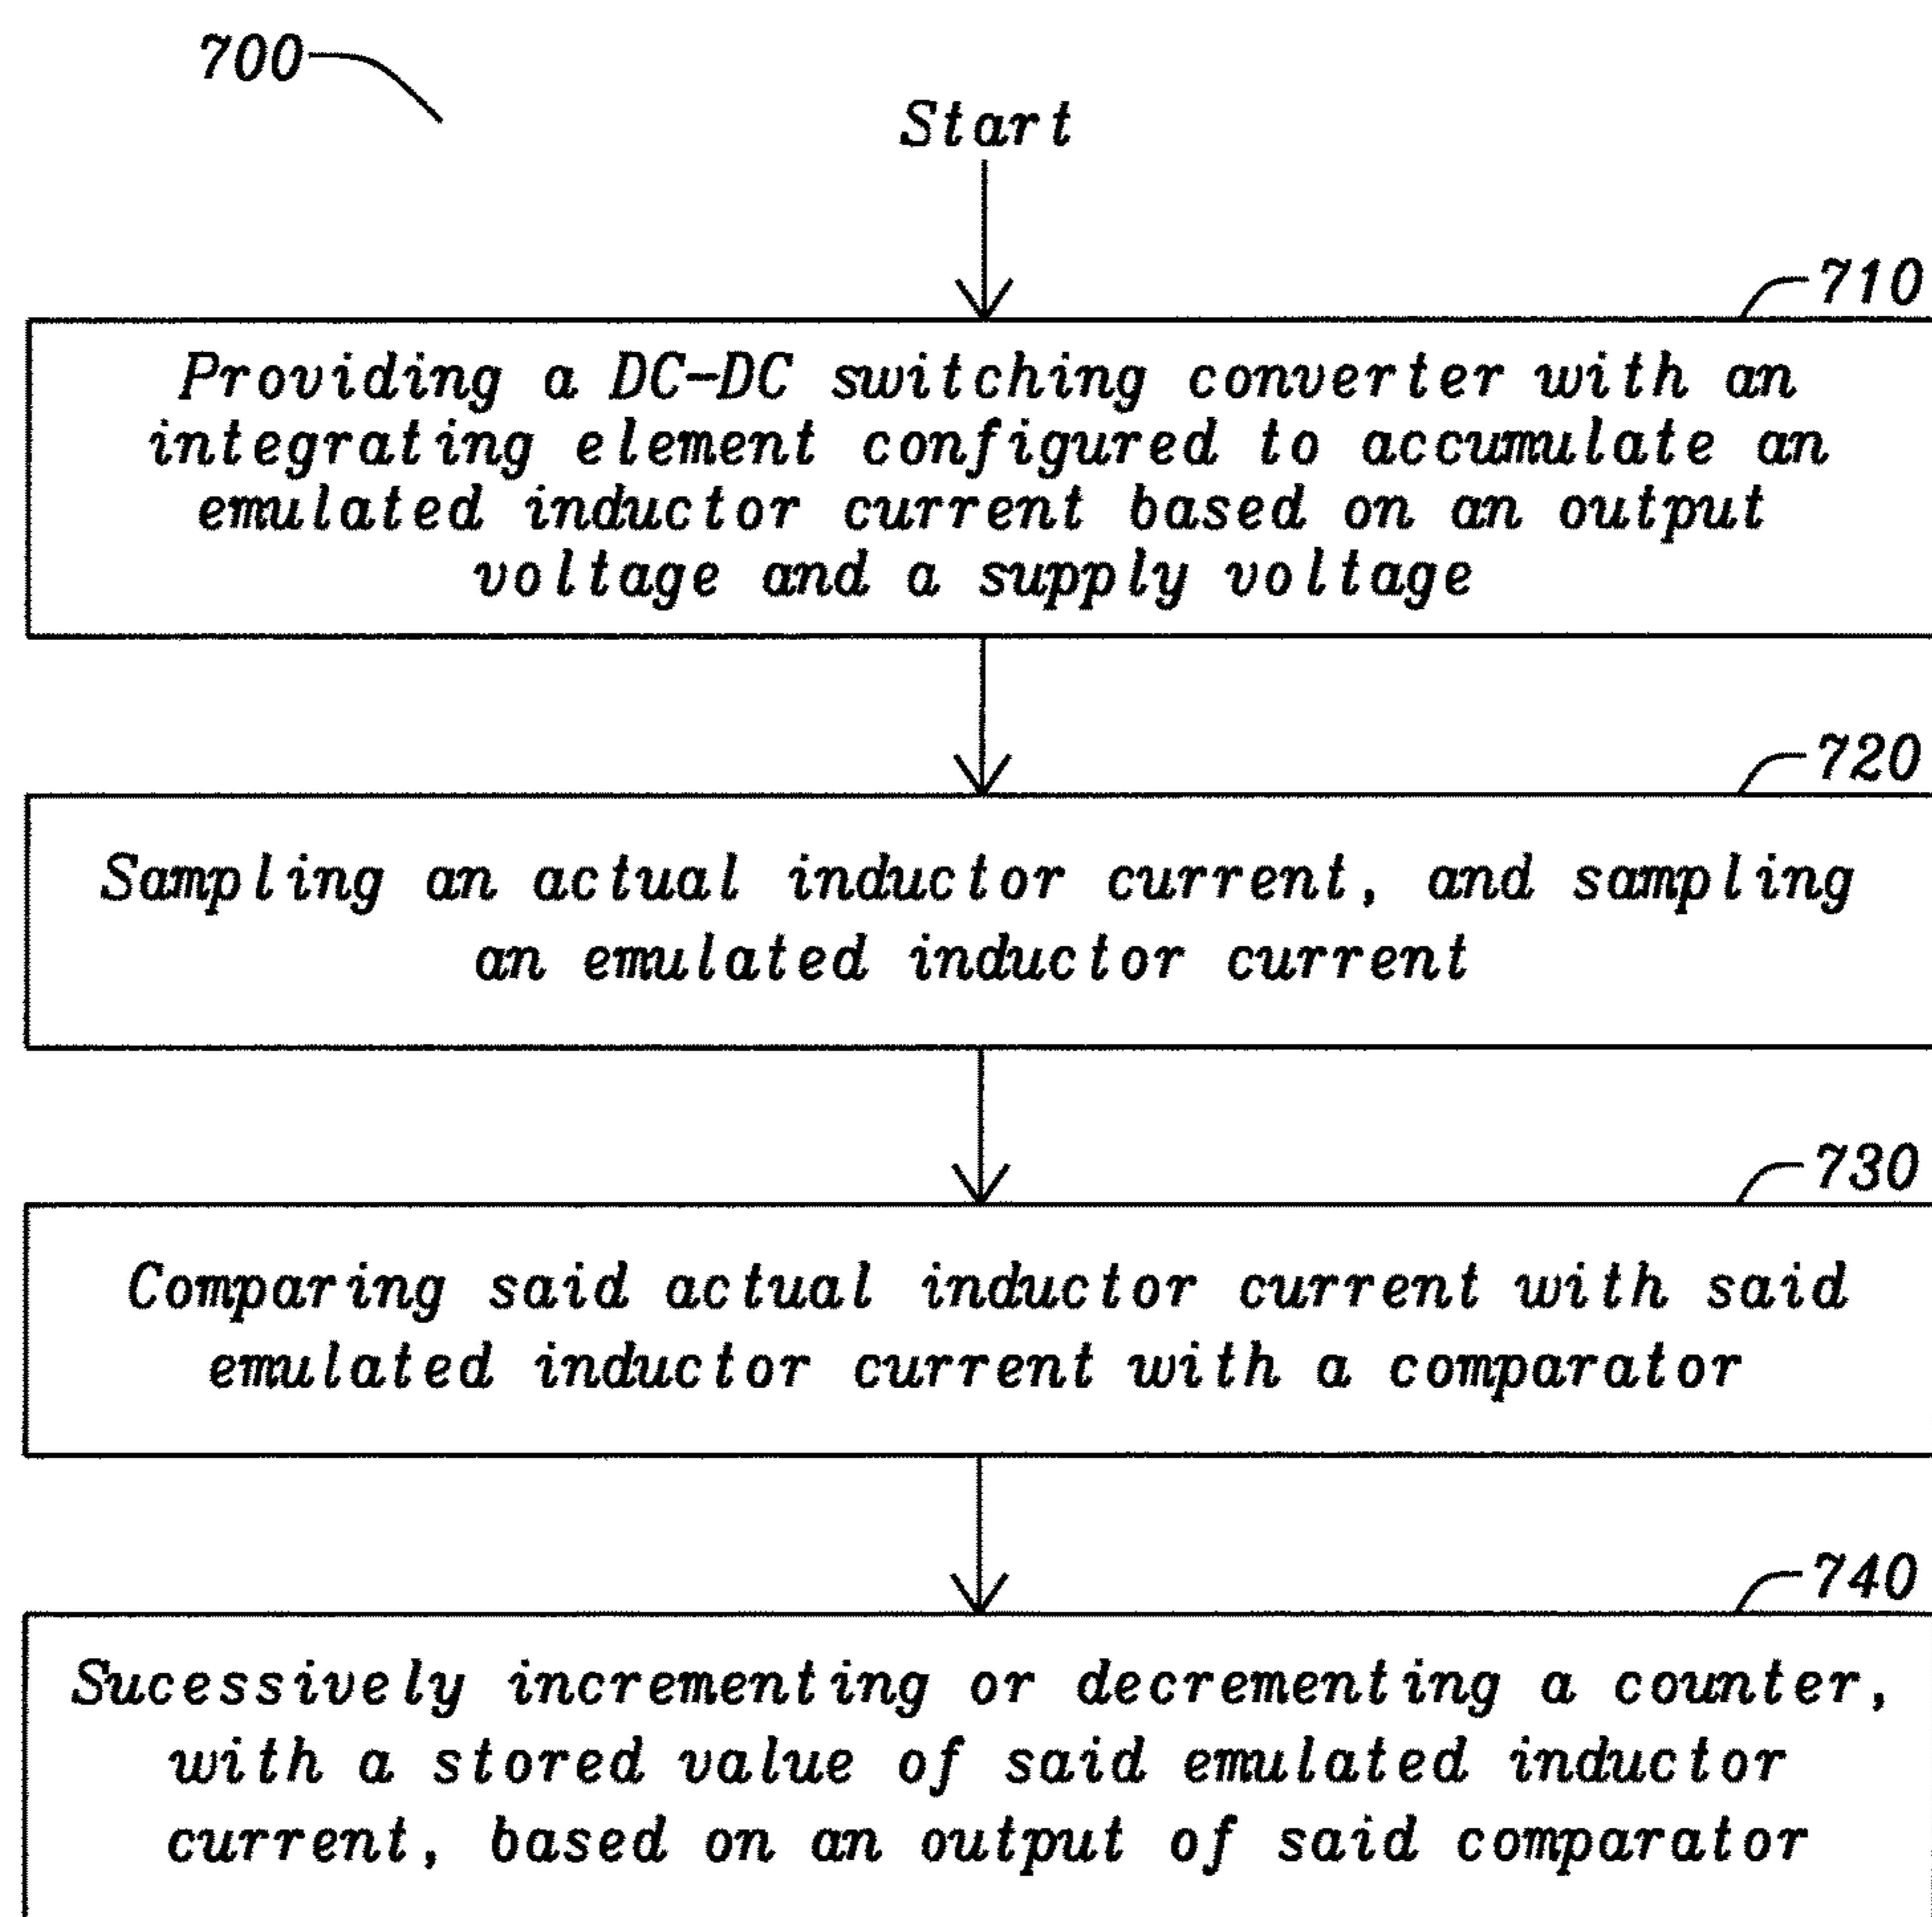 700
Start
710
Providing a DC-DC switching converter with an
integrating element configured to accumulate an
emulated inductor current based on an output
voltage and a supply voltage
720
Sampling an actual inductor current, and sampling
an emulated inductor current
730
Comparing said actual inductor current with said
emulated inductor current with a comparator
740
Sucessively incrementing or decrementing a counter,
with a stored value of said emulated inductor
current, based on an output of said comparator